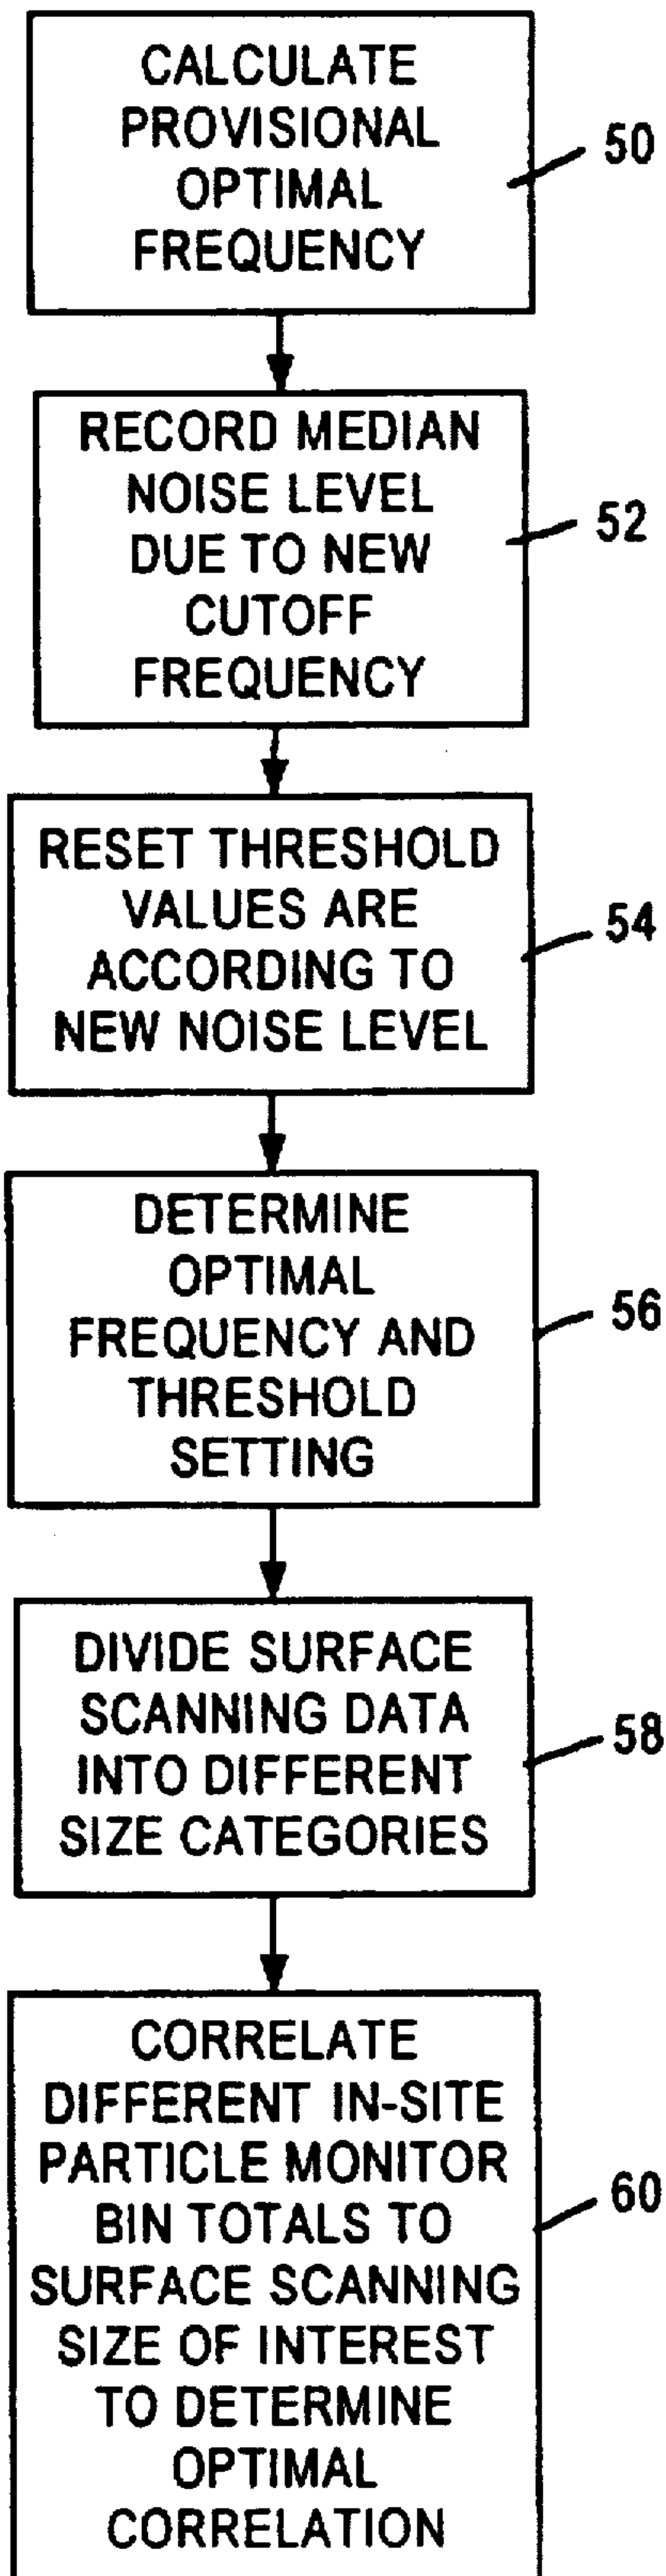 CALCULATE
PROVISIONAL
OPTIMAL
FREQUENCY
50
RECORD MEDIAN
NOISE LEVEL
DUE TO NEW
CUTOFF
FREQUENCY
52
RESET THRESHOLD
VALUES ARE
ACCORDING TO
NEW NOISE LEVEL
54
DETERMINE
OPTIMAL
FREQUENCY AND
THRESHOLD
SETTING
56
DIVIDE SURFACE
SCANNING DATA
INTO DIFFERENT
SIZE CATEGORIES
58
CORRELATE
DIFFERENT IN-SITE
PARTICLE MONITOR
BIN TOTALS TO
SURFACE SCANNING
SIZE OF INTEREST
TO DETERMINE
OPTIMAL
CORRELATION
60